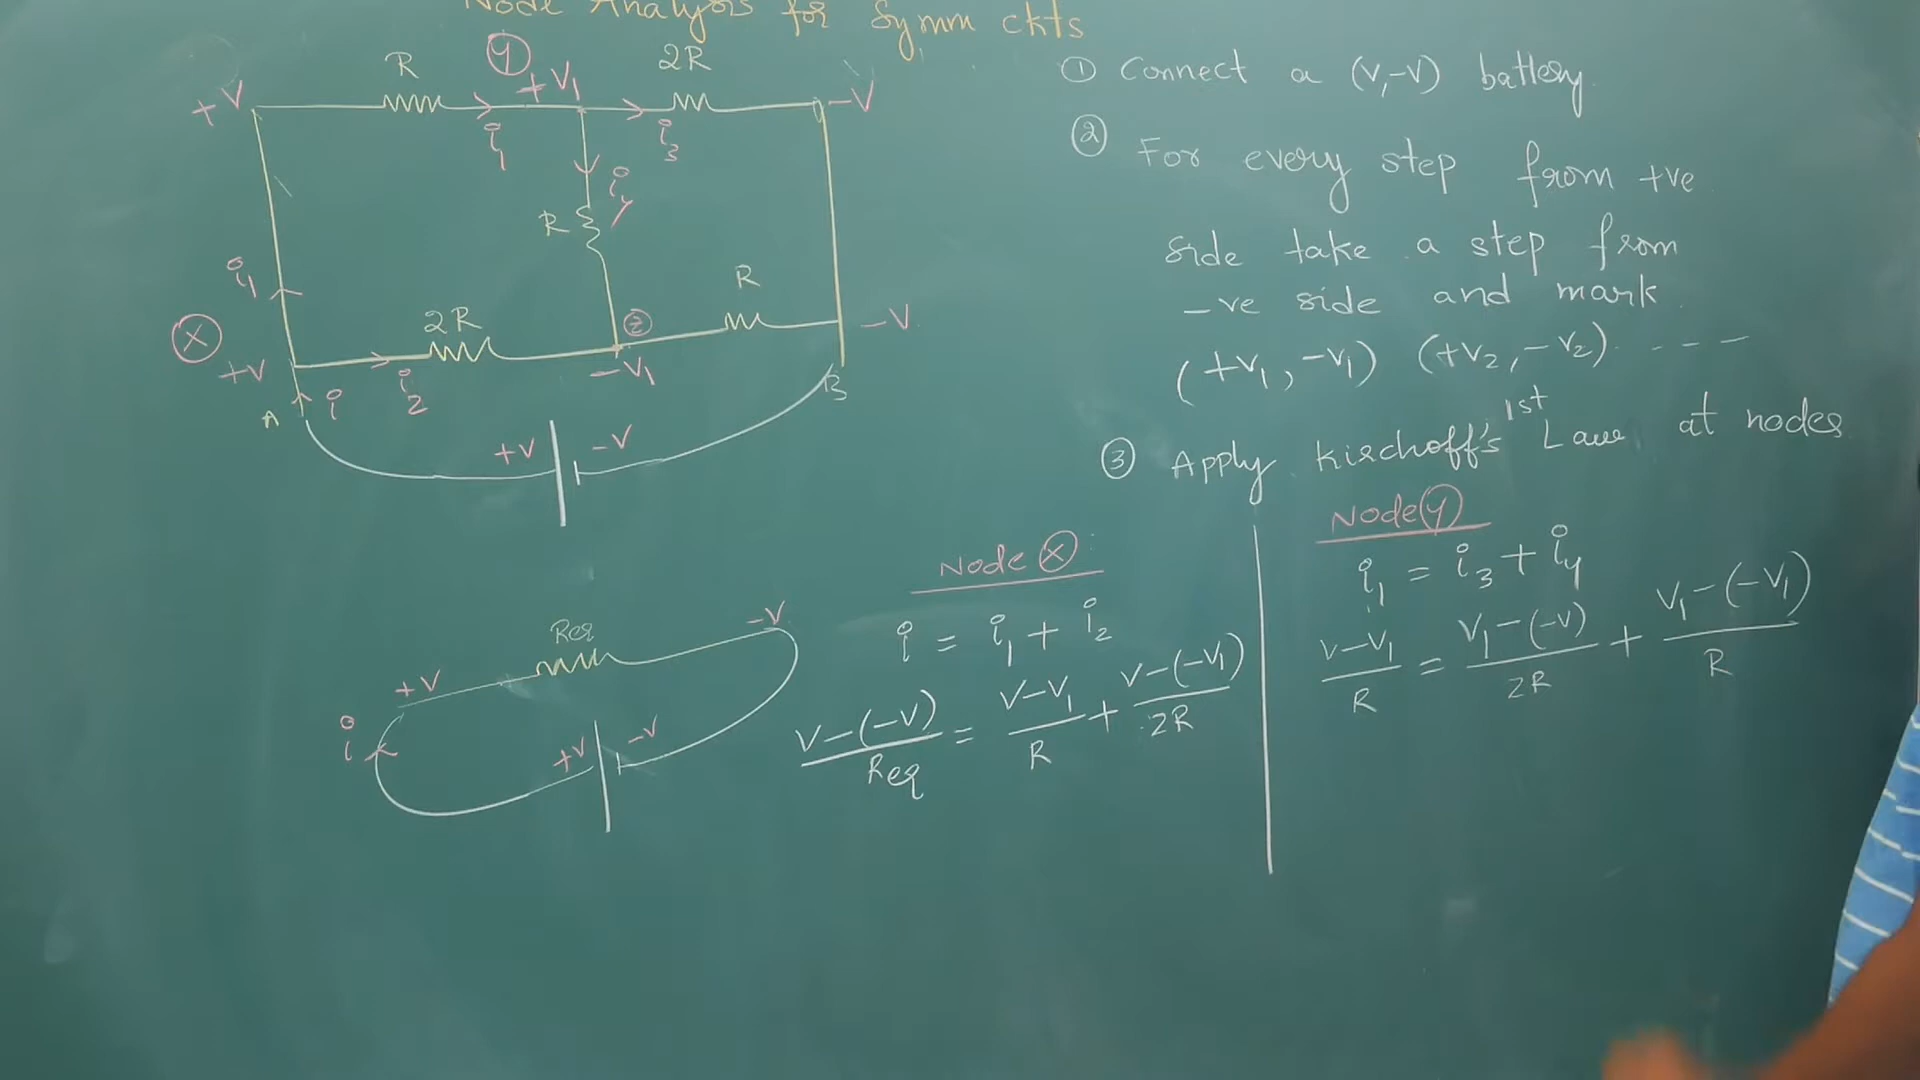 Node Analysis for Symm ckts
R
Y
+V₁
2R
+V
-V
i₁
i₃
i₄
R
i₁
R
X
2R
2
-V
+V
i₂
-V₁
i
A
B
+V
-V
Req
-V
+V
i
+V
-V
① Connect a (V,-V) battery.
② For every step from +ve
side take a step from
-ve side and mark
(+V₁, -V₁) (+V₂, -V₂) - - - -
③ Apply Kirchoff's 1st Law at nodes
Node X
i = i₁ + i₂
V-(-V)/Req = V-V₁/R + V-(-V₁)/2R
Node Y
i₁ = i₃ + i₄
V-V₁/R = V₁-(-V)/2R + V₁-(-V₁)/R